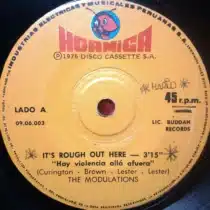 INDUSTRIAS ELECTRICAS Y MUSICALES PERUANAS S.A.
HORMIGA
℗ 1975 DISCO CASSETTE S.A.
LADO A
09.06.003
45
r.p.m.
LIC. BUDDAH
RECORDS
IT'S ROUGH OUT HERE — 3'15"
"Hay violencia allá afuera"
(Curington - Brown - Lester - Lester)
THE MODULATIONS